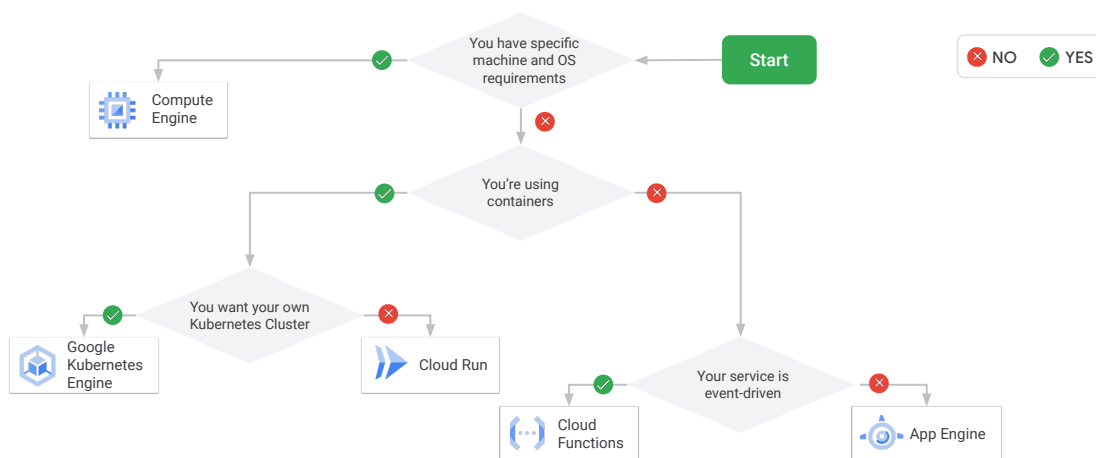 You have specific
machine and OS
requirements
Start
NO
YES
Compute
Engine
You're using
containers
You want your own
Kubernetes Cluster
Google
Kubernetes
Engine
Cloud Run
Your service is
event-driven
Cloud
Functions
App Engine